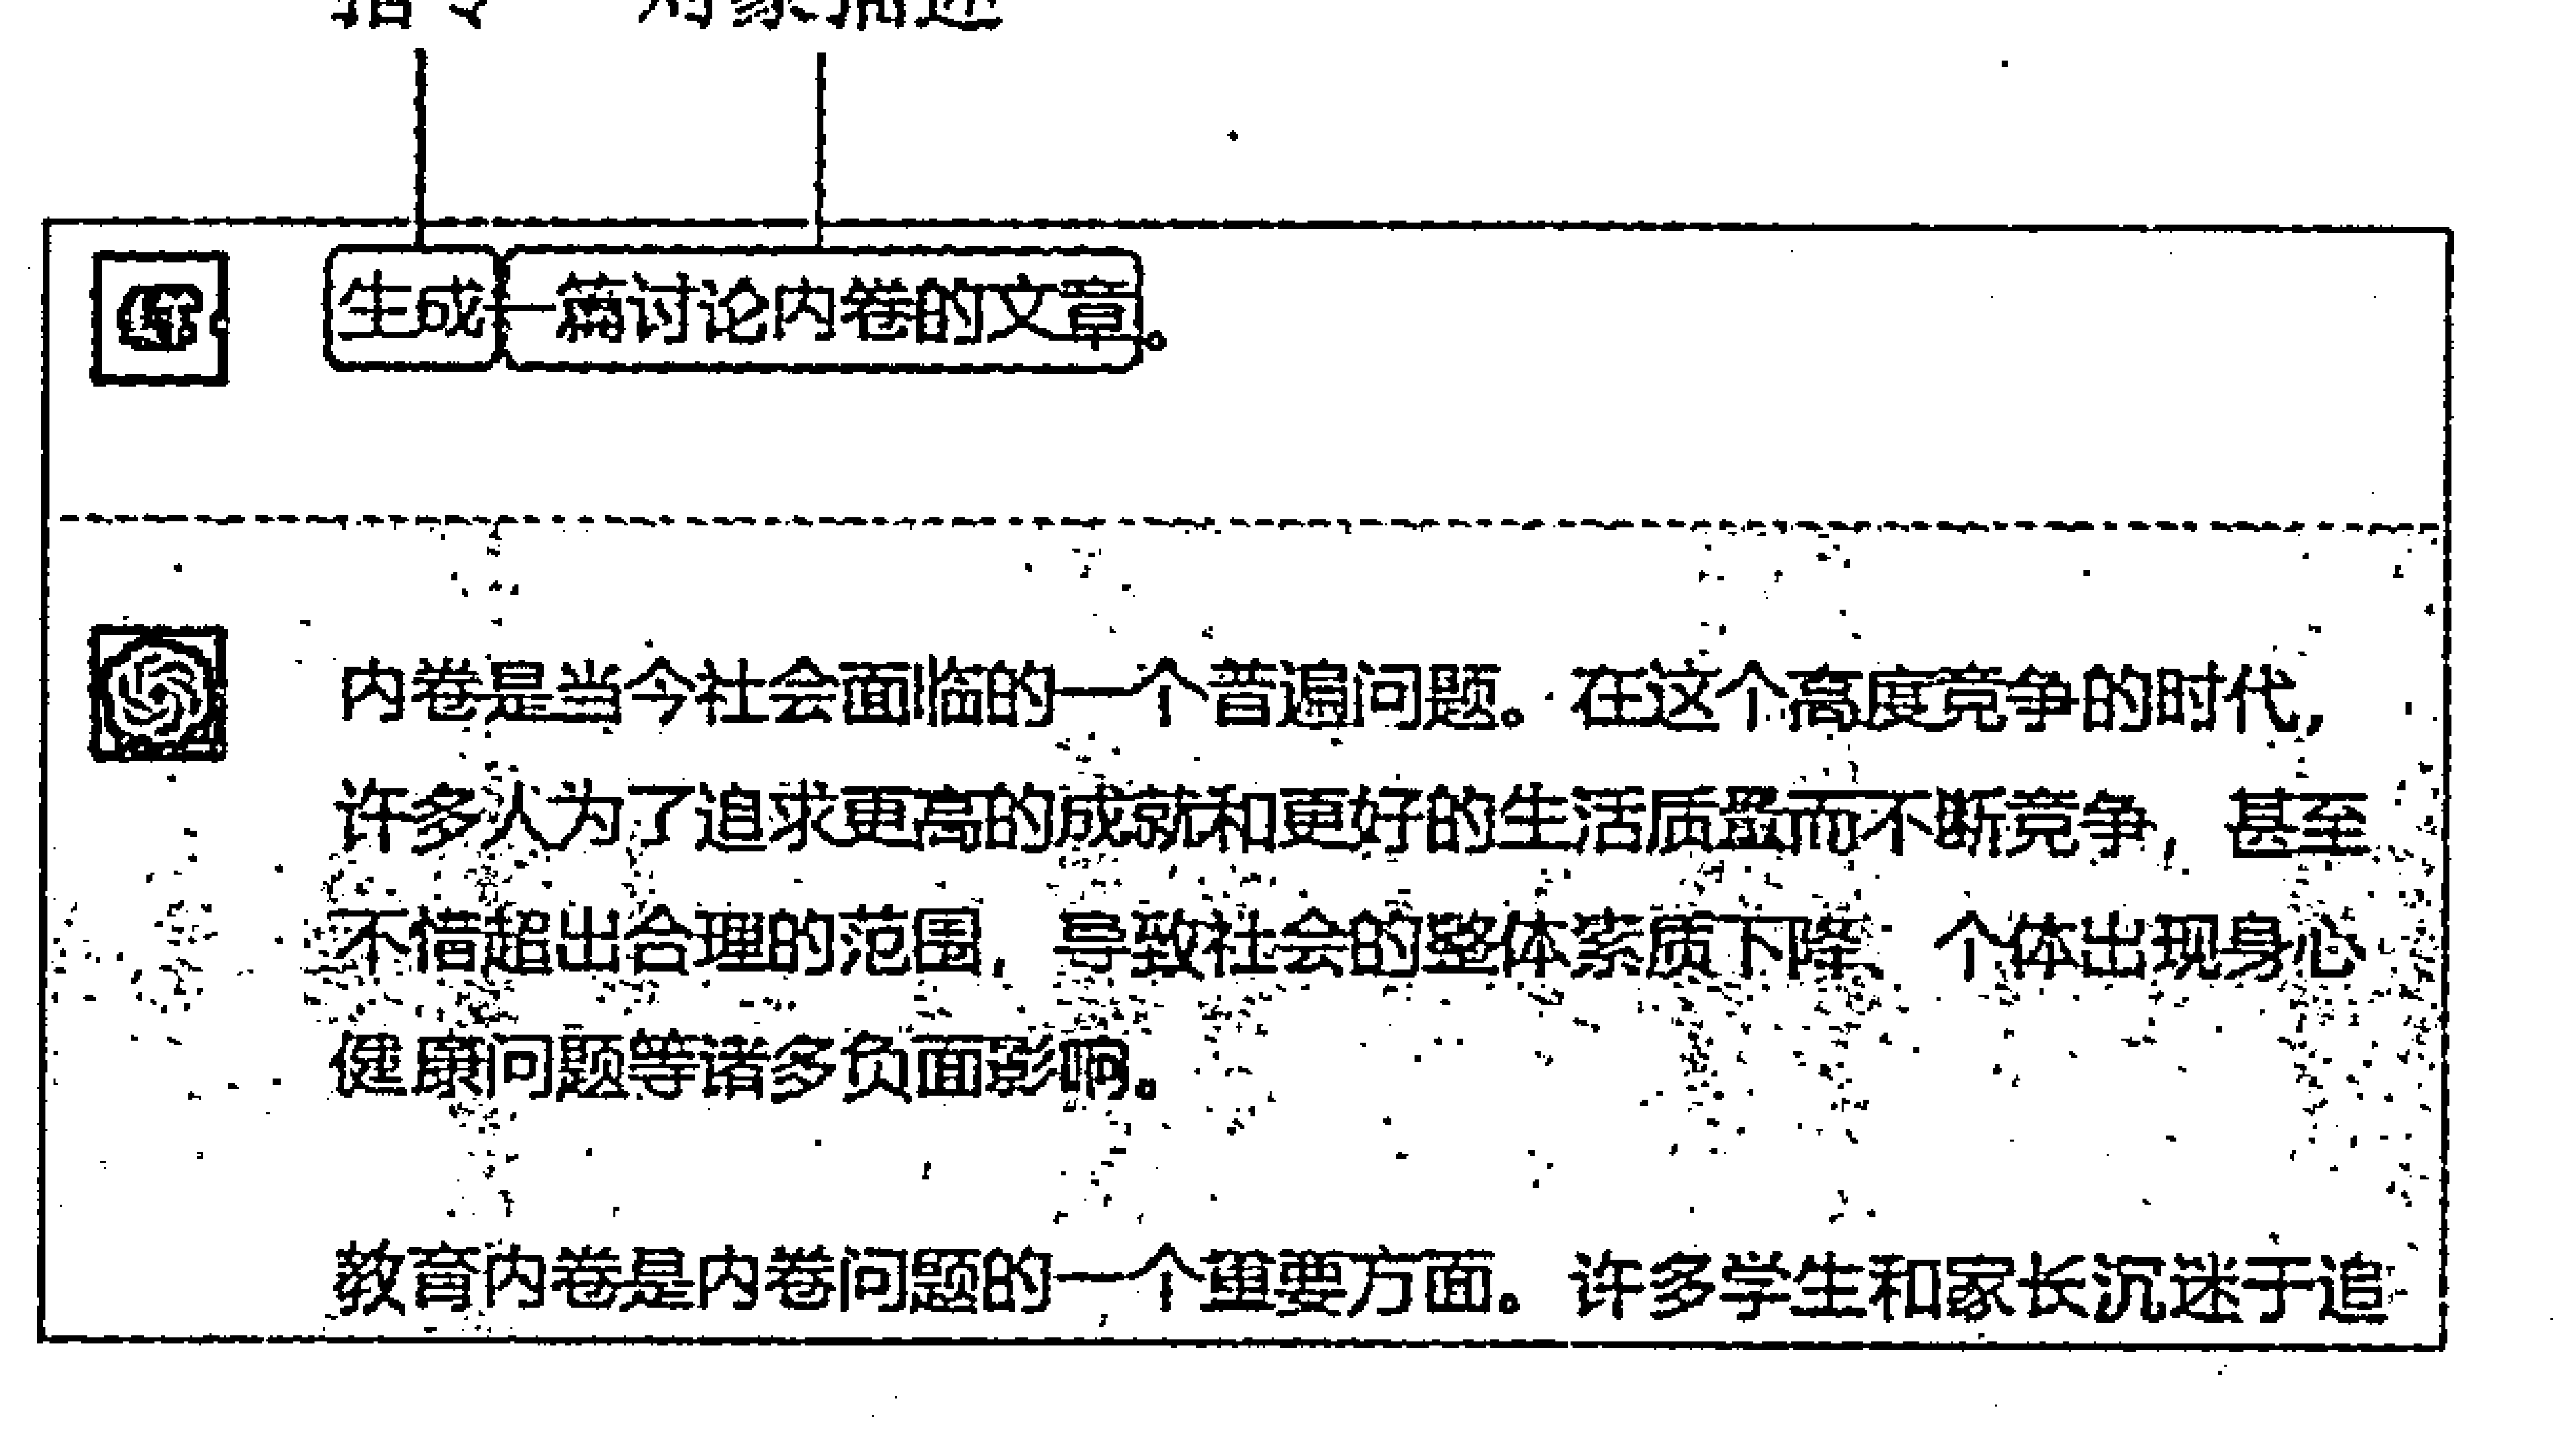 指令 对象描述
生成一篇讨论内卷的文章。
内卷是当今社会面临的一个普遍问题。在这个高度竞争的时代,
许多人为了追求更高的成就和更好的生活质量而不断竞争,甚至
不惜超出合理的范围,导致社会的整体素质下降 个体出现身心
健康问题等诸多负面影响。
教育内卷是内卷问题的一个重要方面。许多学生和家长沉迷于追